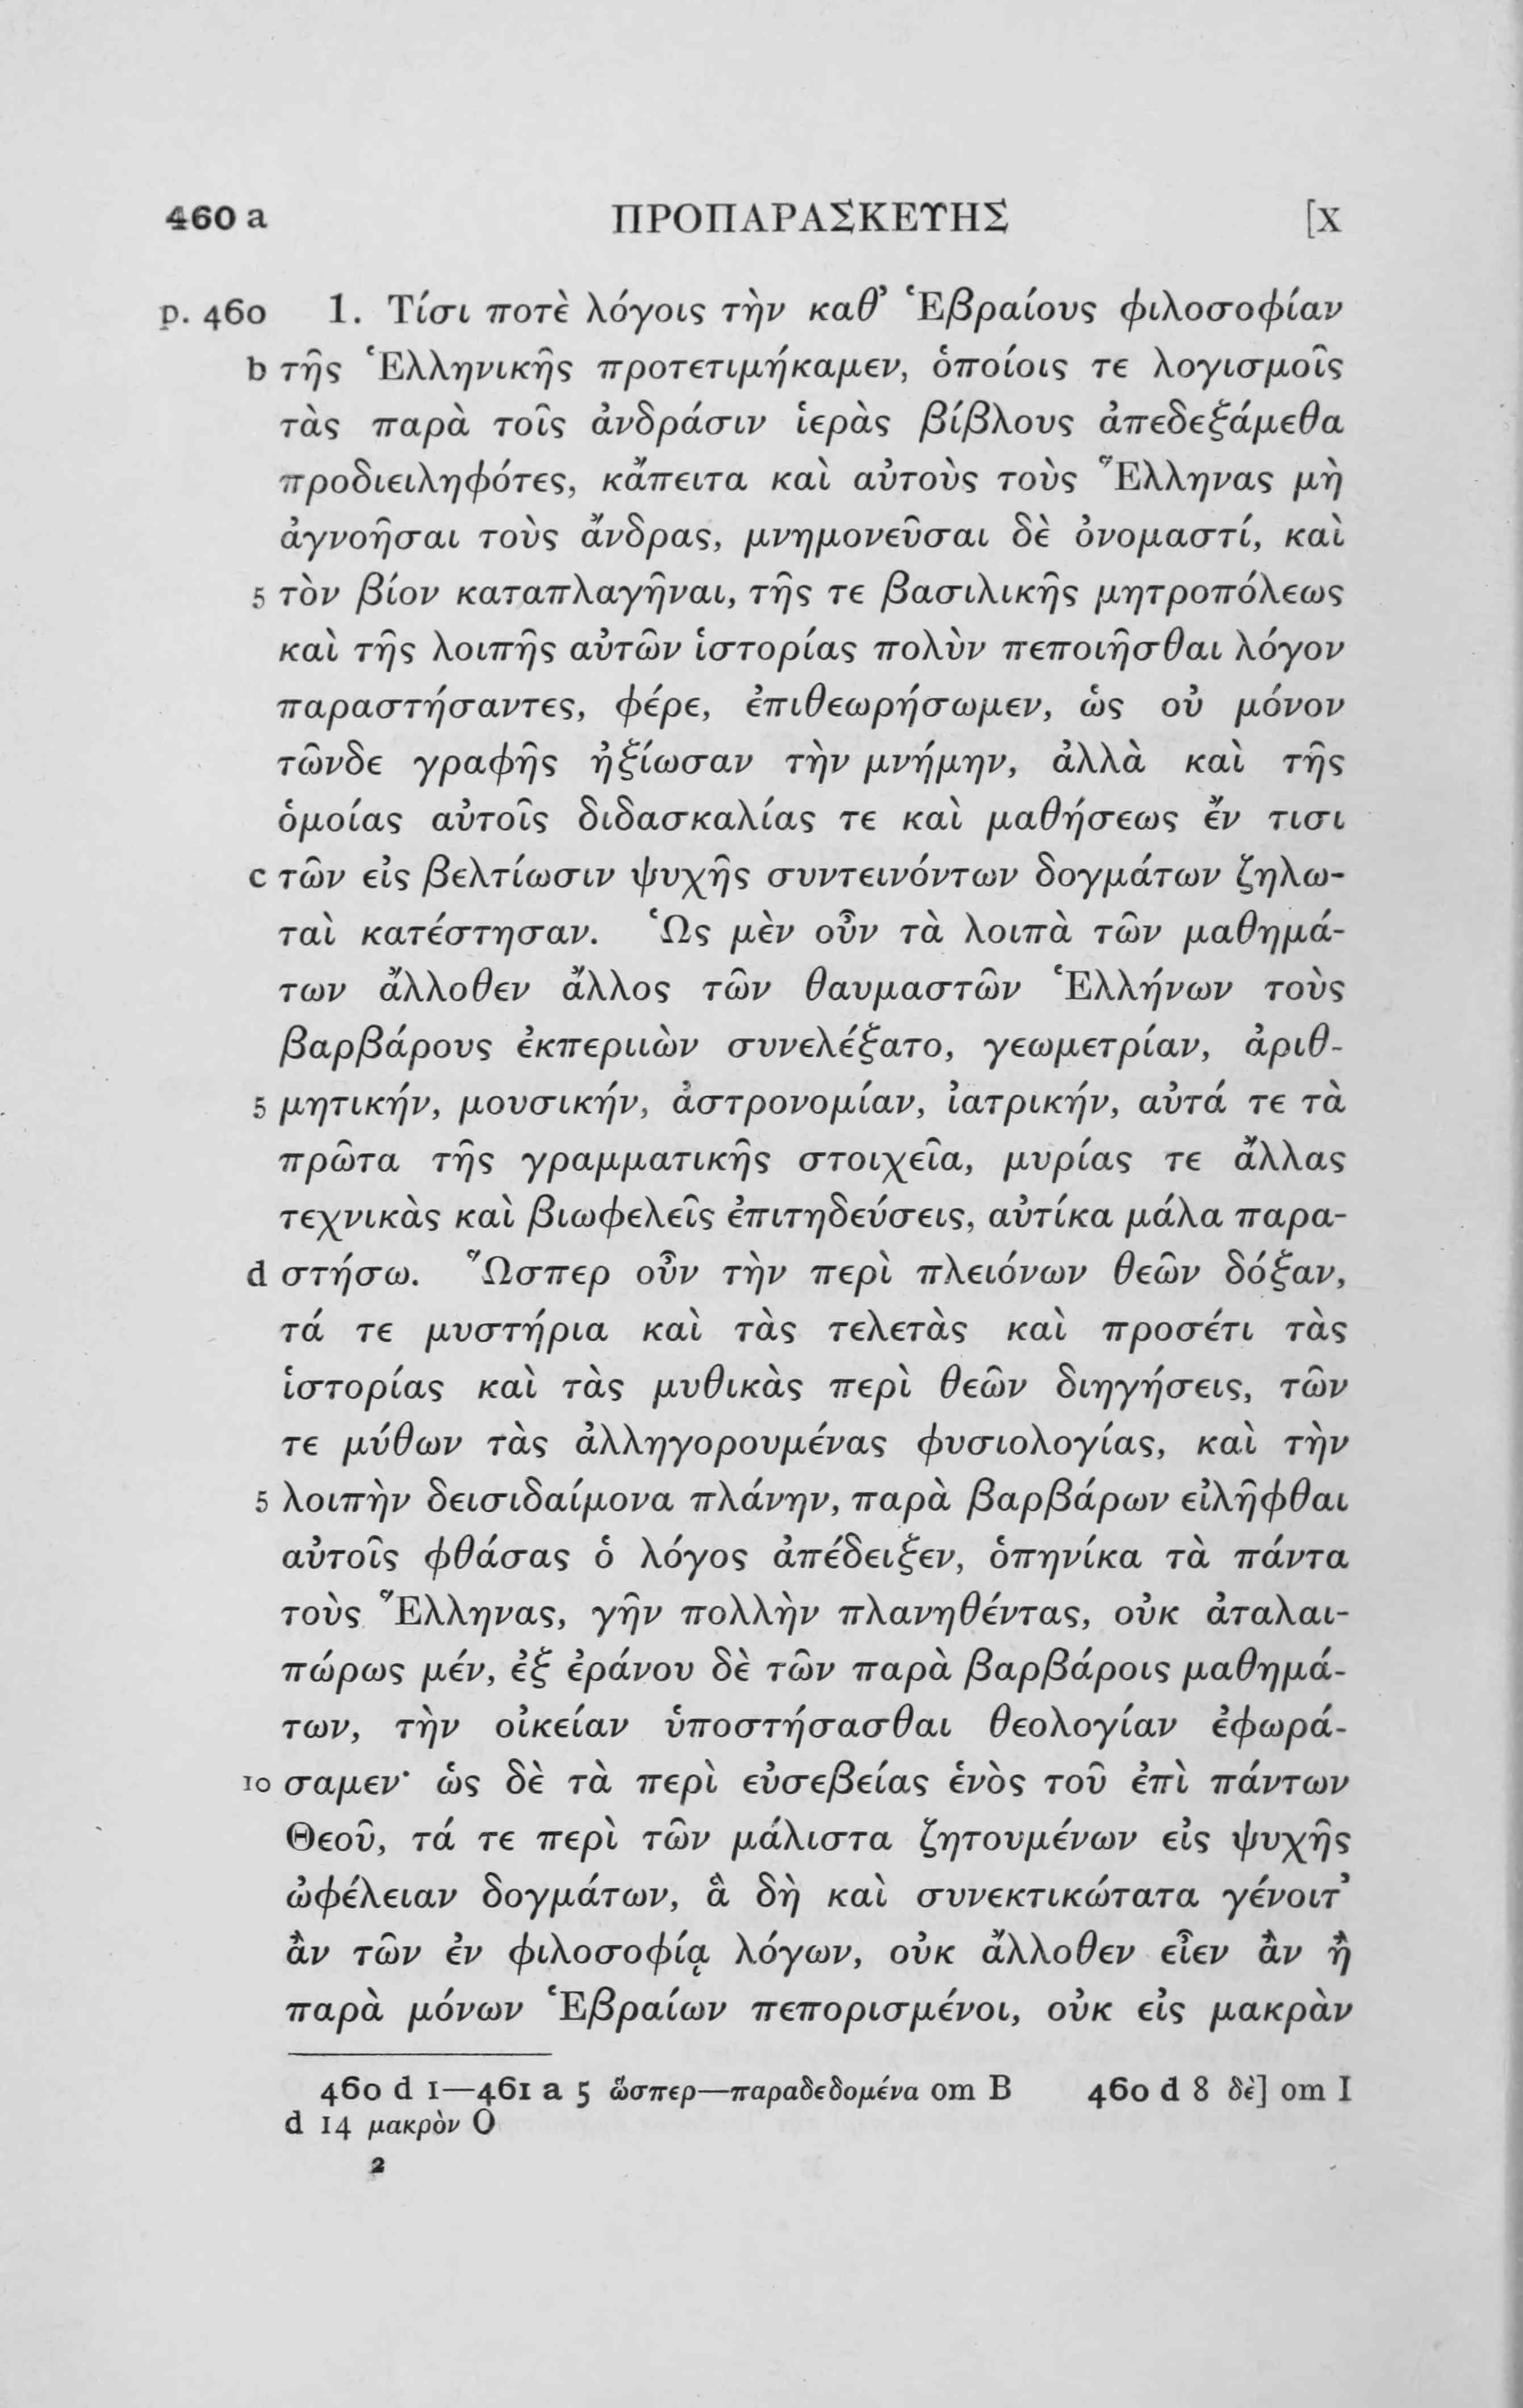 460 a ΠΡΟΠΑΡΑΣΚΕΥΗΣ [X
p. 460 1. Τίσι ποτὲ λόγοις τὴν καθ’ Ἑβραίους φιλοσοφίαν
b τῆς Ἑλληνικῆς προτετιμήκαμεν, ὁποίοις τε λογισμοῖς
τὰς παρὰ τοῖς ἀνδράσιν ἱερὰς βίβλους ἀπεδεξάμεθα
προδιειληφότες, κἄπειτα καὶ αὐτοὺς τοὺς Ἕλληνας μὴ
ἀγνοῆσαι τοὺς ἄνδρας, μνημονεῦσαι δὲ ὀνομαστί, καὶ
5 τὸν βίον καταπλαγῆναι, τῆς τε βασιλικῆς μητροπόλεως
καὶ τῆς λοιπῆς αὐτῶν ἱστορίας πολὺν πεποιῆσθαι λόγον
παραστήσαντες, φέρε, ἐπιθεωρήσωμεν, ὡς οὐ μόνον
τῶνδε γραφῆς ἠξίωσαν τὴν μνήμην, ἀλλὰ καὶ τῆς
ὁμοίας αὐτοῖς διδασκαλίας τε καὶ μαθήσεως ἔν τισι
c τῶν εἰς βελτίωσιν ψυχῆς συντεινόντων δογμάτων ζηλω-
ταὶ κατέστησαν. Ὡς μὲν οὖν τὰ λοιπὰ τῶν μαθημά-
των ἄλλοθεν ἄλλος τῶν θαυμαστῶν Ἑλλήνων τοὺς
βαρβάρους ἐκπεριιὼν συνελέξατο, γεωμετρίαν, ἀριθ-
5 μητικήν, μουσικήν, ἀστρονομίαν, ἰατρικήν, αὐτά τε τὰ
πρῶτα τῆς γραμματικῆς στοιχεῖα, μυρίας τε ἄλλας
τεχνικὰς καὶ βιωφελεῖς ἐπιτηδεύσεις, αὐτίκα μάλα παρα-
d στήσω. Ὥσπερ οὖν τὴν περὶ πλειόνων θεῶν δόξαν,
τά τε μυστήρια καὶ τὰς τελετὰς καὶ προσέτι τὰς
ἱστορίας καὶ τὰς μυθικὰς περὶ θεῶν διηγήσεις, τῶν
τε μύθων τὰς ἀλληγορουμένας φυσιολογίας, καὶ τὴν
5 λοιπὴν δεισιδαίμονα πλάνην, παρὰ βαρβάρων εἰλῆφθαι
αὐτοῖς φθάσας ὁ λόγος ἀπέδειξεν, ὁπηνίκα τὰ πάντα
τοὺς Ἕλληνας, γῆν πολλὴν πλανηθέντας, οὐκ ἀταλαι-
πώρως μέν, ἐξ ἐράνου δὲ τῶν παρὰ βαρβάροις μαθημά-
των, τὴν οἰκείαν ὑποστήσασθαι θεολογίαν ἐφωρά-
10 σαμεν· ὡς δὲ τὰ περὶ εὐσεβείας ἑνὸς τοῦ ἐπὶ πάντων
Θεοῦ, τά τε περὶ τῶν μάλιστα ζητουμένων εἰς ψυχῆς
ὠφέλειαν δογμάτων, ἃ δὴ καὶ συνεκτικώτατα γένοιτ’
ἂν τῶν ἐν φιλοσοφίᾳ λόγων, οὐκ ἄλλοθεν εἶεν ἂν ἢ
παρὰ μόνων Ἑβραίων πεπορισμένοι, οὐκ εἰς μακρὰν
460 d 1—461 a 5 ὥσπερ—παραδεδομένα om B 460 d 8 δὲ] om I
d 14 μακρὸν O
2